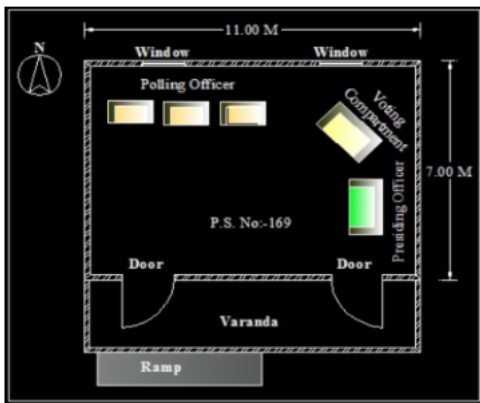 11.00 M
N
Window
Window
Polling Officer
Voting
Compartment
7.00 M
Presiding Officer
P.S. No:-169
Door
Door
Varanda
Ramp